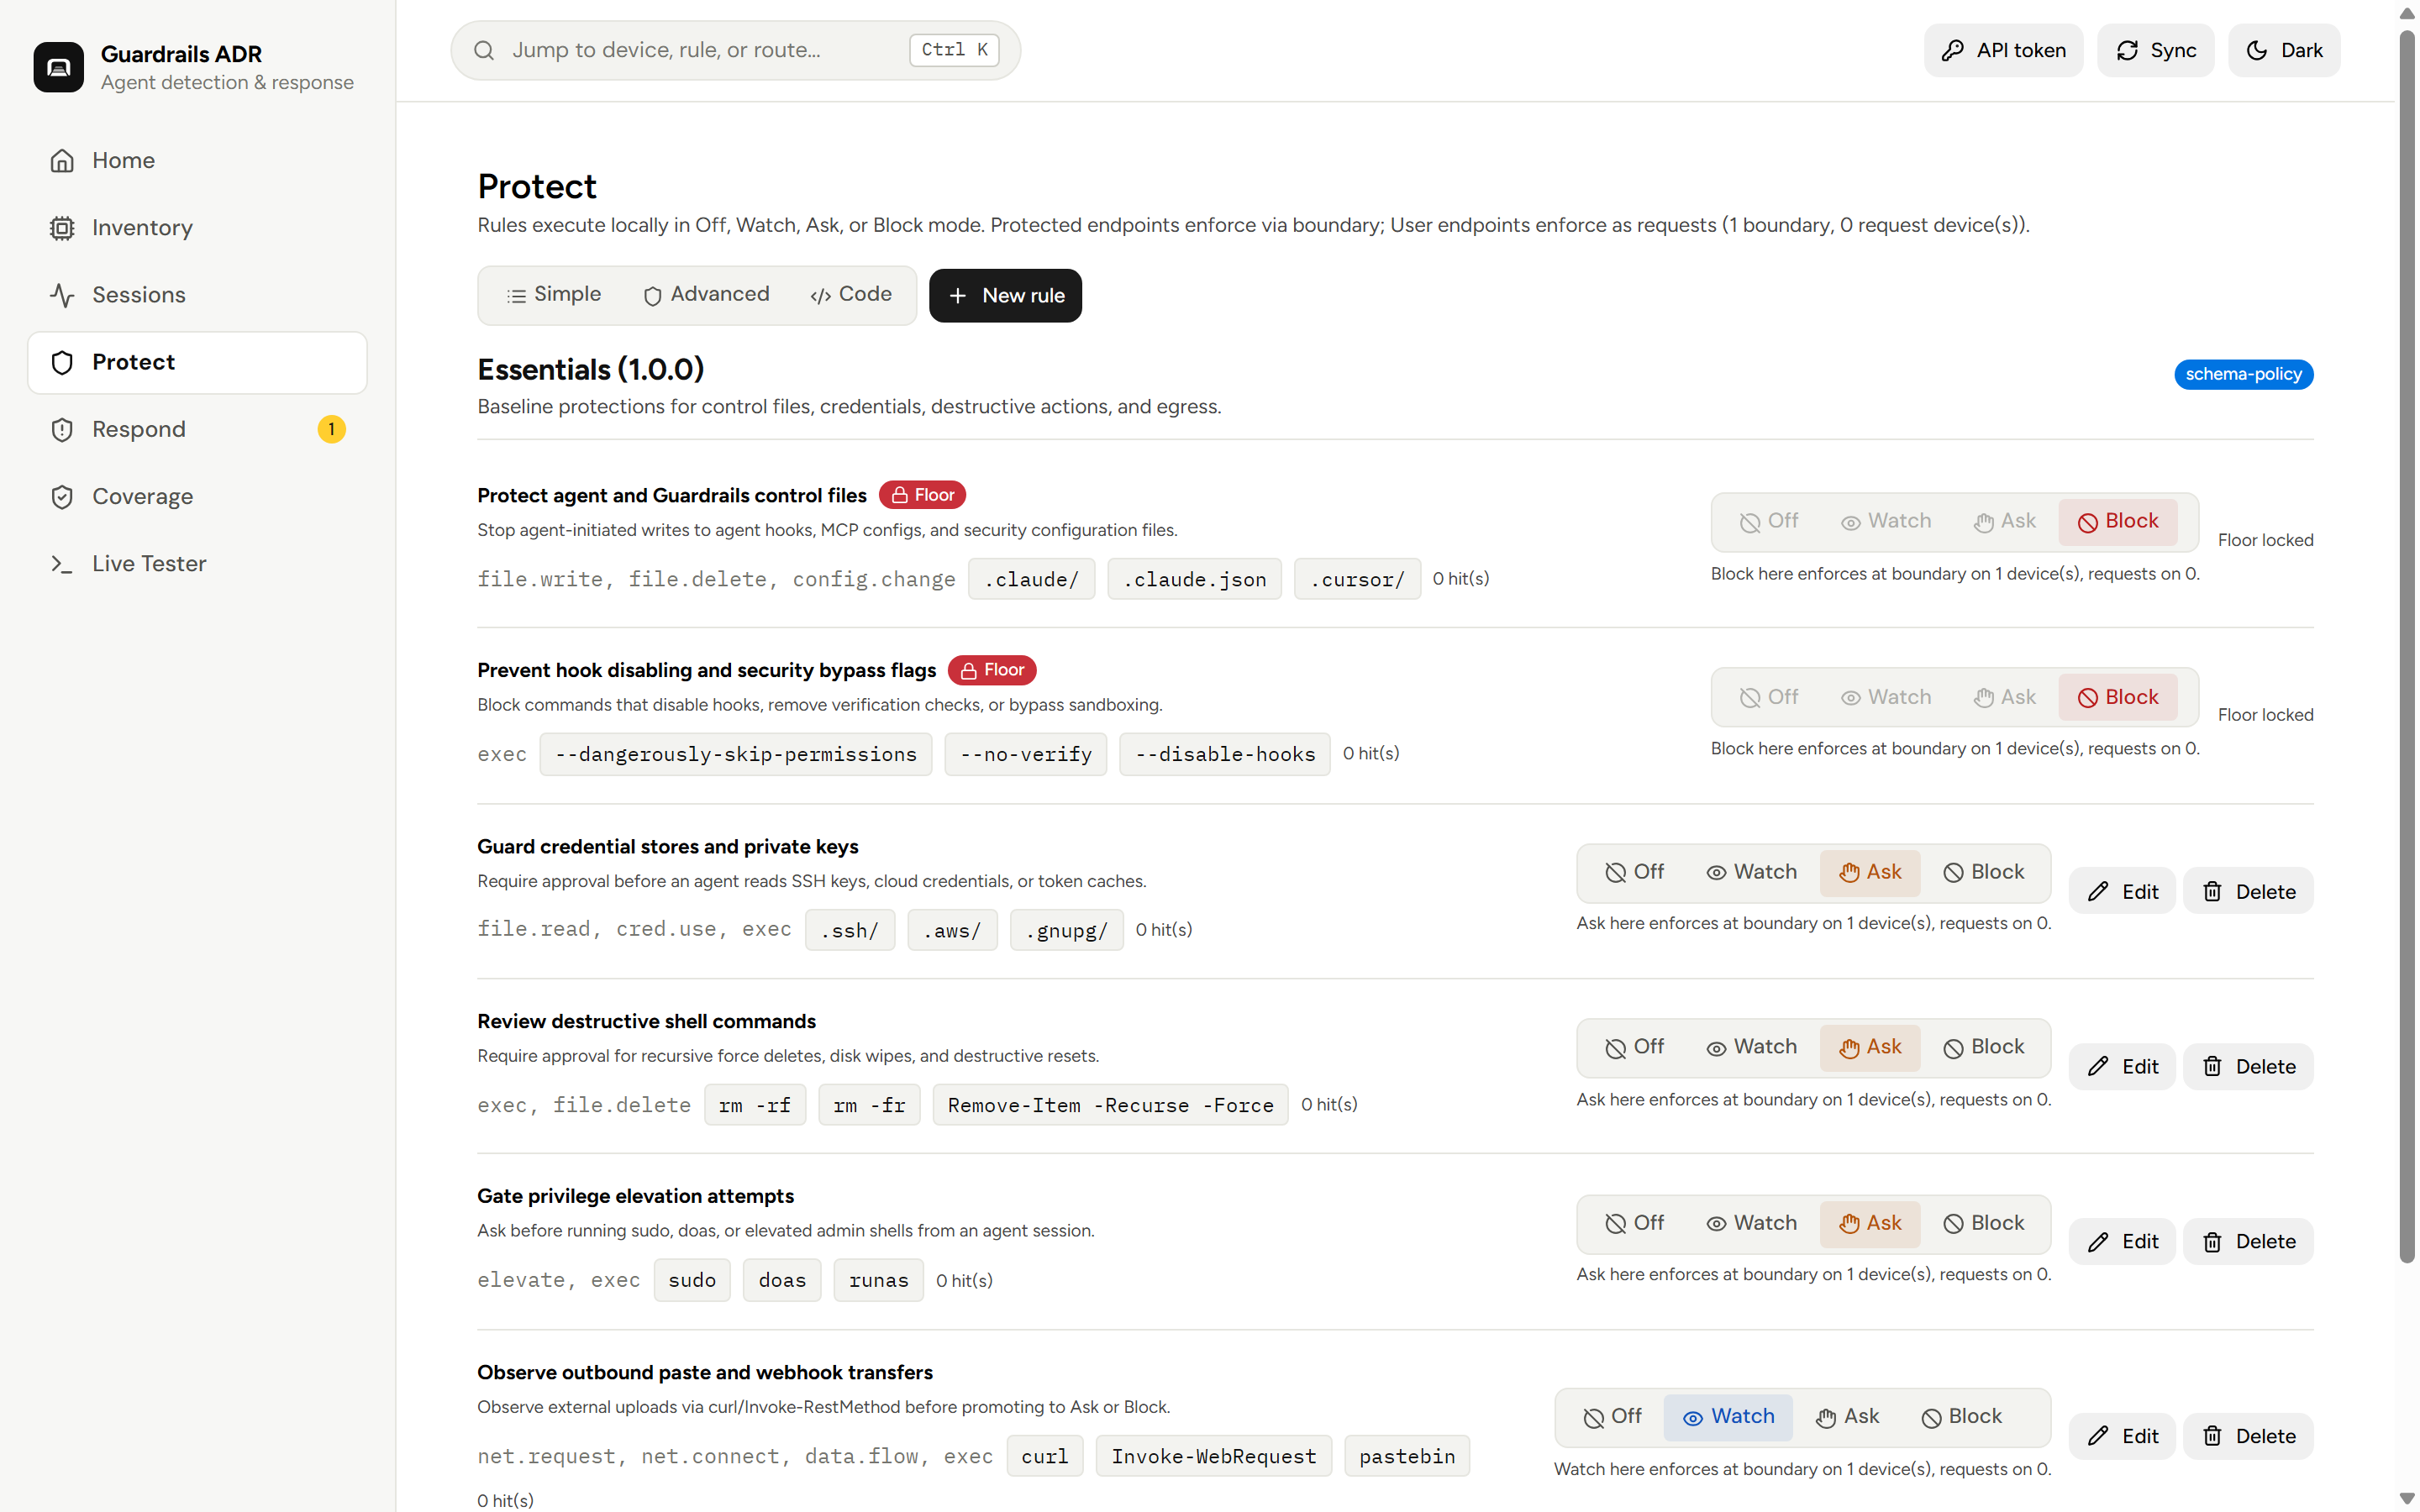 Guardrails ADR
Agent detection & response
Home
Inventory
Sessions
Protect
Respond 1
Coverage
Live Tester
Jump to device, rule, or route... Ctrl K
API token Sync Dark
Protect
Rules execute locally in Off, Watch, Ask, or Block mode. Protected endpoints enforce via boundary; User endpoints enforce as requests (1 boundary, 0 request device(s)).
Simple Advanced Code New rule
Essentials (1.0.0) schema-policy
Baseline protections for control files, credentials, destructive actions, and egress.
Protect agent and Guardrails control files Floor
Stop agent-initiated writes to agent hooks, MCP configs, and security configuration files.
file.write, file.delete, config.change .claude/ .claude.json .cursor/ 0 hit(s)
Off Watch Ask Block
Floor locked
Block here enforces at boundary on 1 device(s), requests on 0.
Prevent hook disabling and security bypass flags Floor
Block commands that disable hooks, remove verification checks, or bypass sandboxing.
exec --dangerously-skip-permissions --no-verify --disable-hooks 0 hit(s)
Off Watch Ask Block
Floor locked
Block here enforces at boundary on 1 device(s), requests on 0.
Guard credential stores and private keys
Require approval before an agent reads SSH keys, cloud credentials, or token caches.
file.read, cred.use, exec .ssh/ .aws/ .gnupg/ 0 hit(s)
Off Watch Ask Block
Edit Delete
Ask here enforces at boundary on 1 device(s), requests on 0.
Review destructive shell commands
Require approval for recursive force deletes, disk wipes, and destructive resets.
exec, file.delete rm -rf rm -fr Remove-Item -Recurse -Force 0 hit(s)
Off Watch Ask Block
Edit Delete
Ask here enforces at boundary on 1 device(s), requests on 0.
Gate privilege elevation attempts
Ask before running sudo, doas, or elevated admin shells from an agent session.
elevate, exec sudo doas runas 0 hit(s)
Off Watch Ask Block
Edit Delete
Ask here enforces at boundary on 1 device(s), requests on 0.
Observe outbound paste and webhook transfers
Observe external uploads via curl/Invoke-RestMethod before promoting to Ask or Block.
net.request, net.connect, data.flow, exec curl Invoke-WebRequest pastebin
0 hit(s)
Off Watch Ask Block
Edit Delete
Watch here enforces at boundary on 1 device(s), requests on 0.